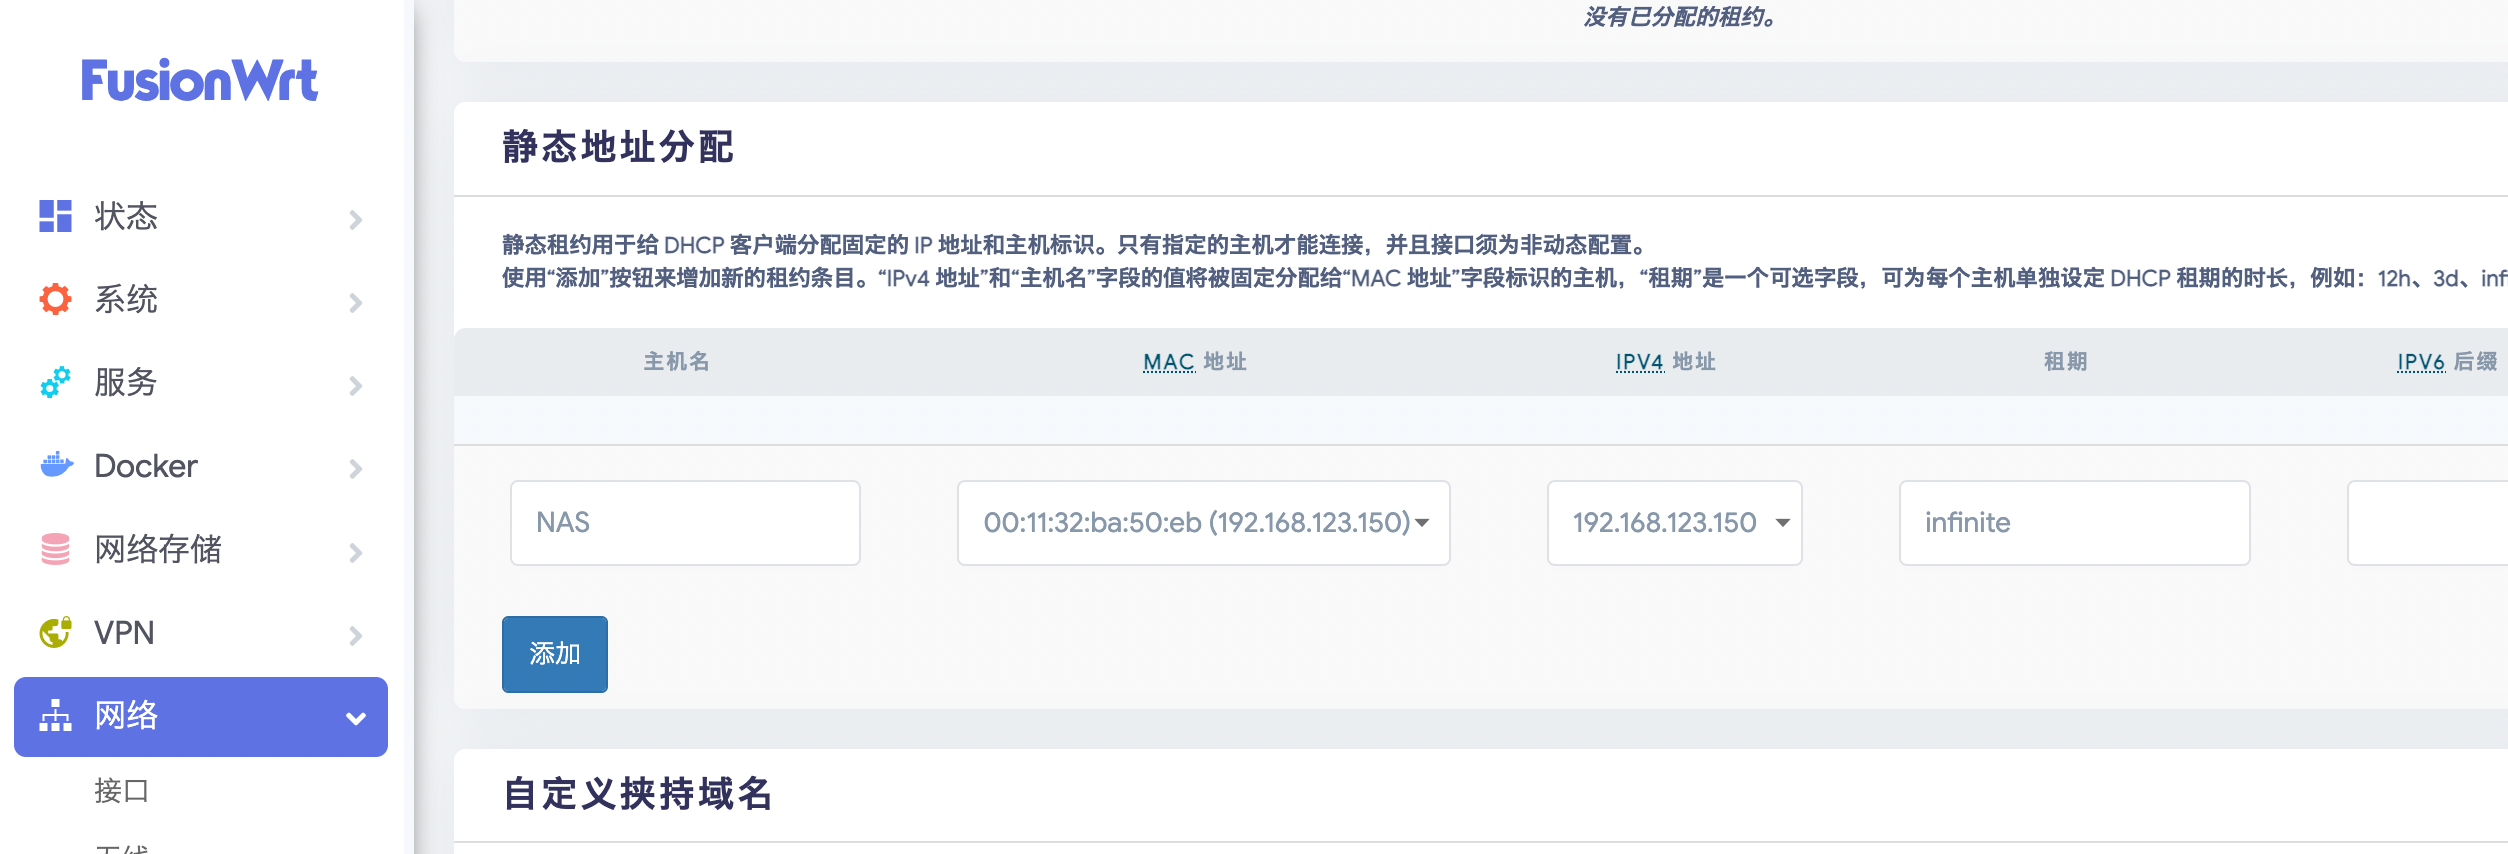 没有已分配的租约。
FusionWrt
静态地址分配
状态
静态租约用于给 DHCP 客户端分配固定的 IP 地址和主机标识。只有指定的主机才能连接，并且接口须为非动态配置。
使用“添加”按钮来增加新的租约条目。“IPv4 地址”和“主机名”字段的值将被固定分配给“MAC 地址”字段标识的主机，“租期”是一个可选字段，可为每个主机单独设定 DHCP 租期的时长，例如：12h、3d、inf
系统
主机名 MAC 地址 IPV4 地址 租期 IPV6 后缀
服务
Docker
NAS 00:11:32:ba:50:eb (192.168.123.150) 192.168.123.150 infinite
网络存储
VPN
添加
网络
接口
自定义挟持域名